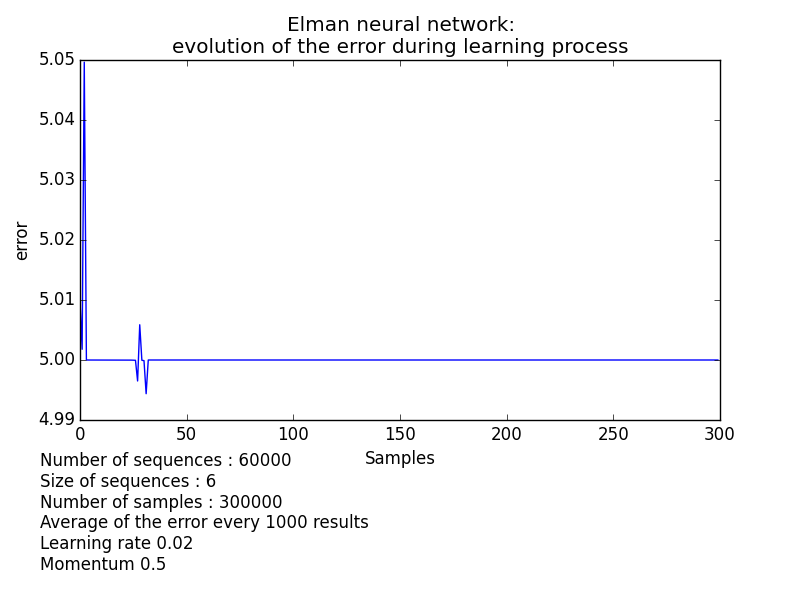 Elman neural network:
evolution of the error during learning process
5.05
5.04
5.03
5.02
5.01
5.00
4.99
error
0 50 100 150 200 250 300
Samples
Number of sequences : 60000
Size of sequences : 6
Number of samples : 300000
Average of the error every 1000 results
Learning rate 0.02
Momentum 0.5